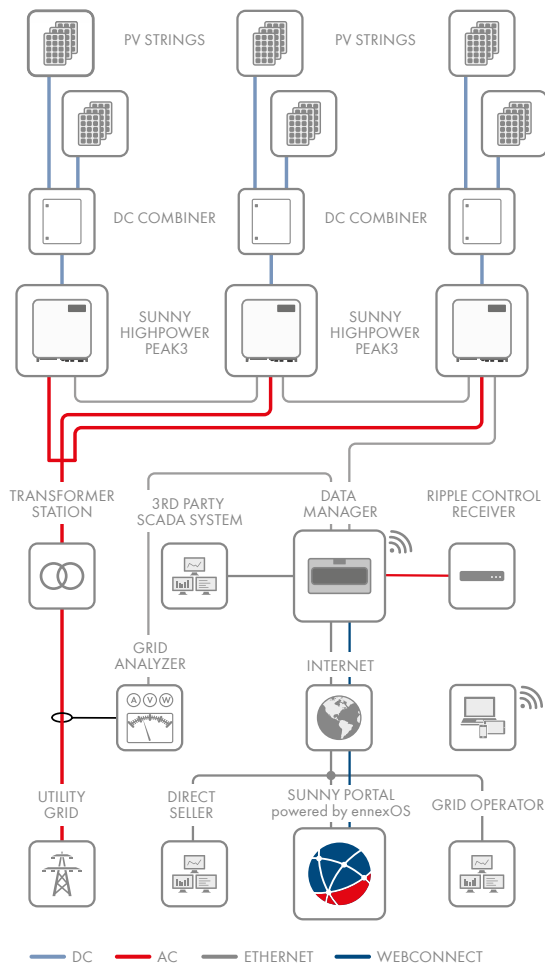 PV STRINGS
PV STRINGS
DC COMBINER
DC COMBINER
SUNNY
HIGHPOWER
PEAK3
SUNNY
HIGHPOWER
PEAK3
TRANSFORMER
STATION
3RD PARTY
SCADA SYSTEM
DATA
MANAGER
RIPPLE CONTROL
RECEIVER
GRID
ANALYZER
A V W
INTERNET
UTILITY
GRID
DIRECT
SELLER
SUNNY PORTAL
powered by ennexOS
GRID OPERATOR
DC
AC
ETHERNET
WEBCONNECT